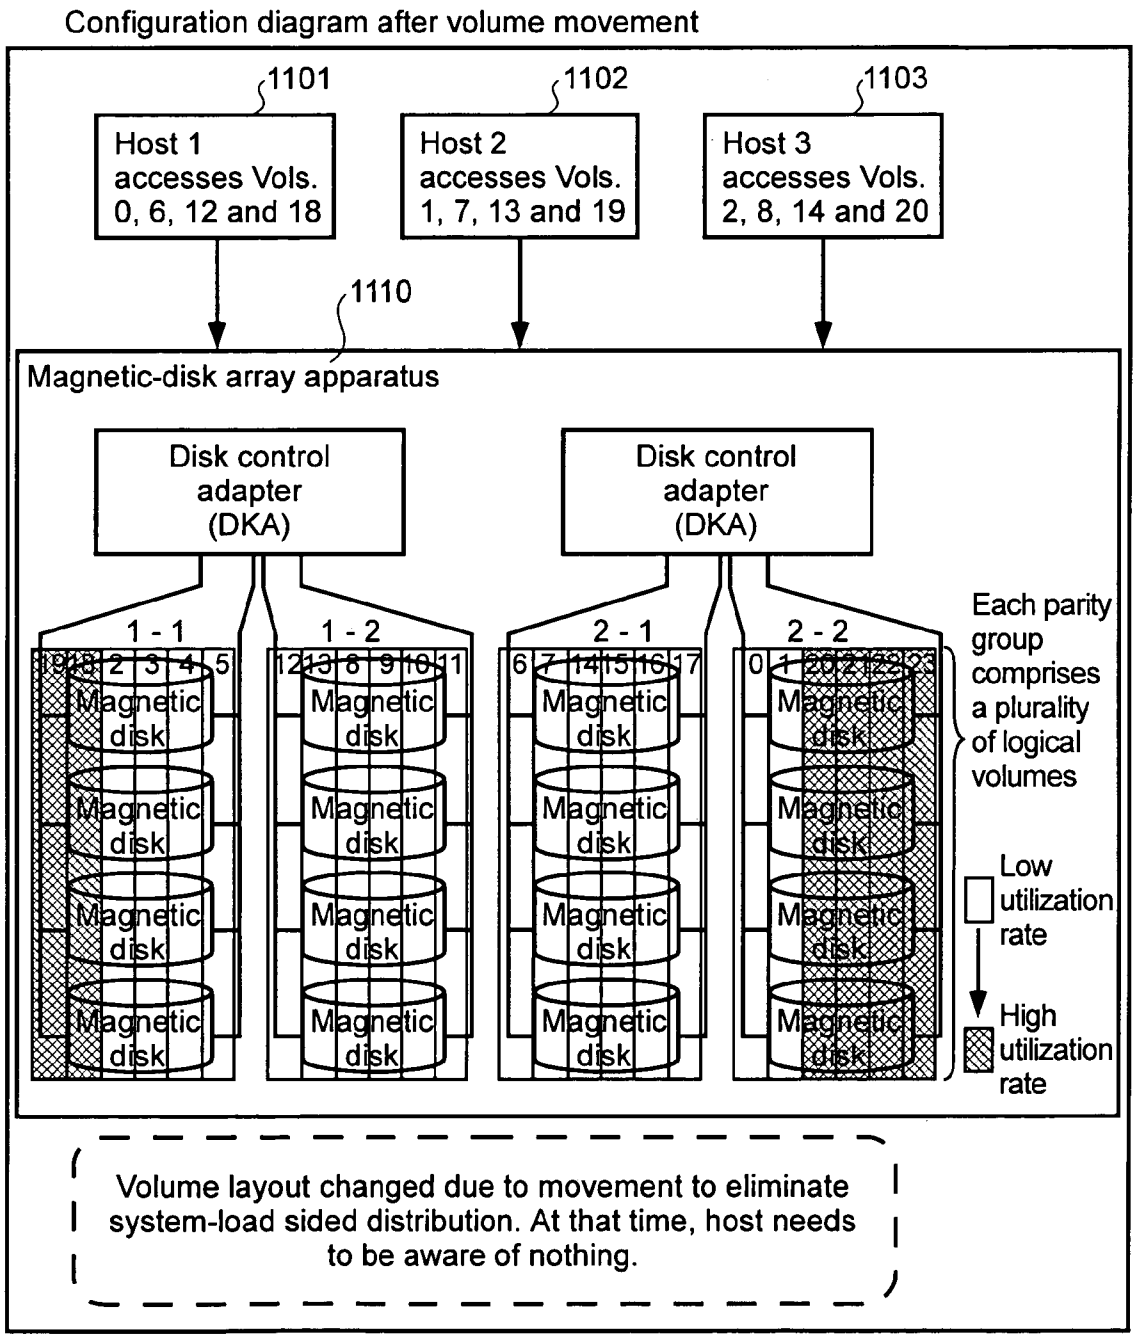 Configuration diagram after volume movement
1101
1102
1103
Host 1
accesses Vols.
0, 6, 12 and 18
Host 2
accesses Vols.
1, 7, 13 and 19
Host 3
accesses Vols.
2, 8, 14 and 20
1110
Magnetic-disk array apparatus
Disk control
adapter
(DKA)
Disk control
adapter
(DKA)
1 - 1
1 - 2
2 - 1
2 - 2
19 18 2 3 4 5
12 13 8 9 10 11
6 7 14 15 16 17
0 1 20 21 22 23
Magnetic
disk
Magnetic
disk
Magnetic
disk
Magnetic
disk
Magnetic
disk
Magnetic
disk
Magnetic
disk
Magnetic
disk
Magnetic
disk
Magnetic
disk
Magnetic
disk
Magnetic
disk
Magnetic
disk
Magnetic
disk
Magnetic
disk
Magnetic
disk
Each parity
group
comprises
a plurality
of logical
volumes
Low
utilization
rate
High
utilization
rate
Volume layout changed due to movement to eliminate
system-load sided distribution. At that time, host needs
to be aware of nothing.